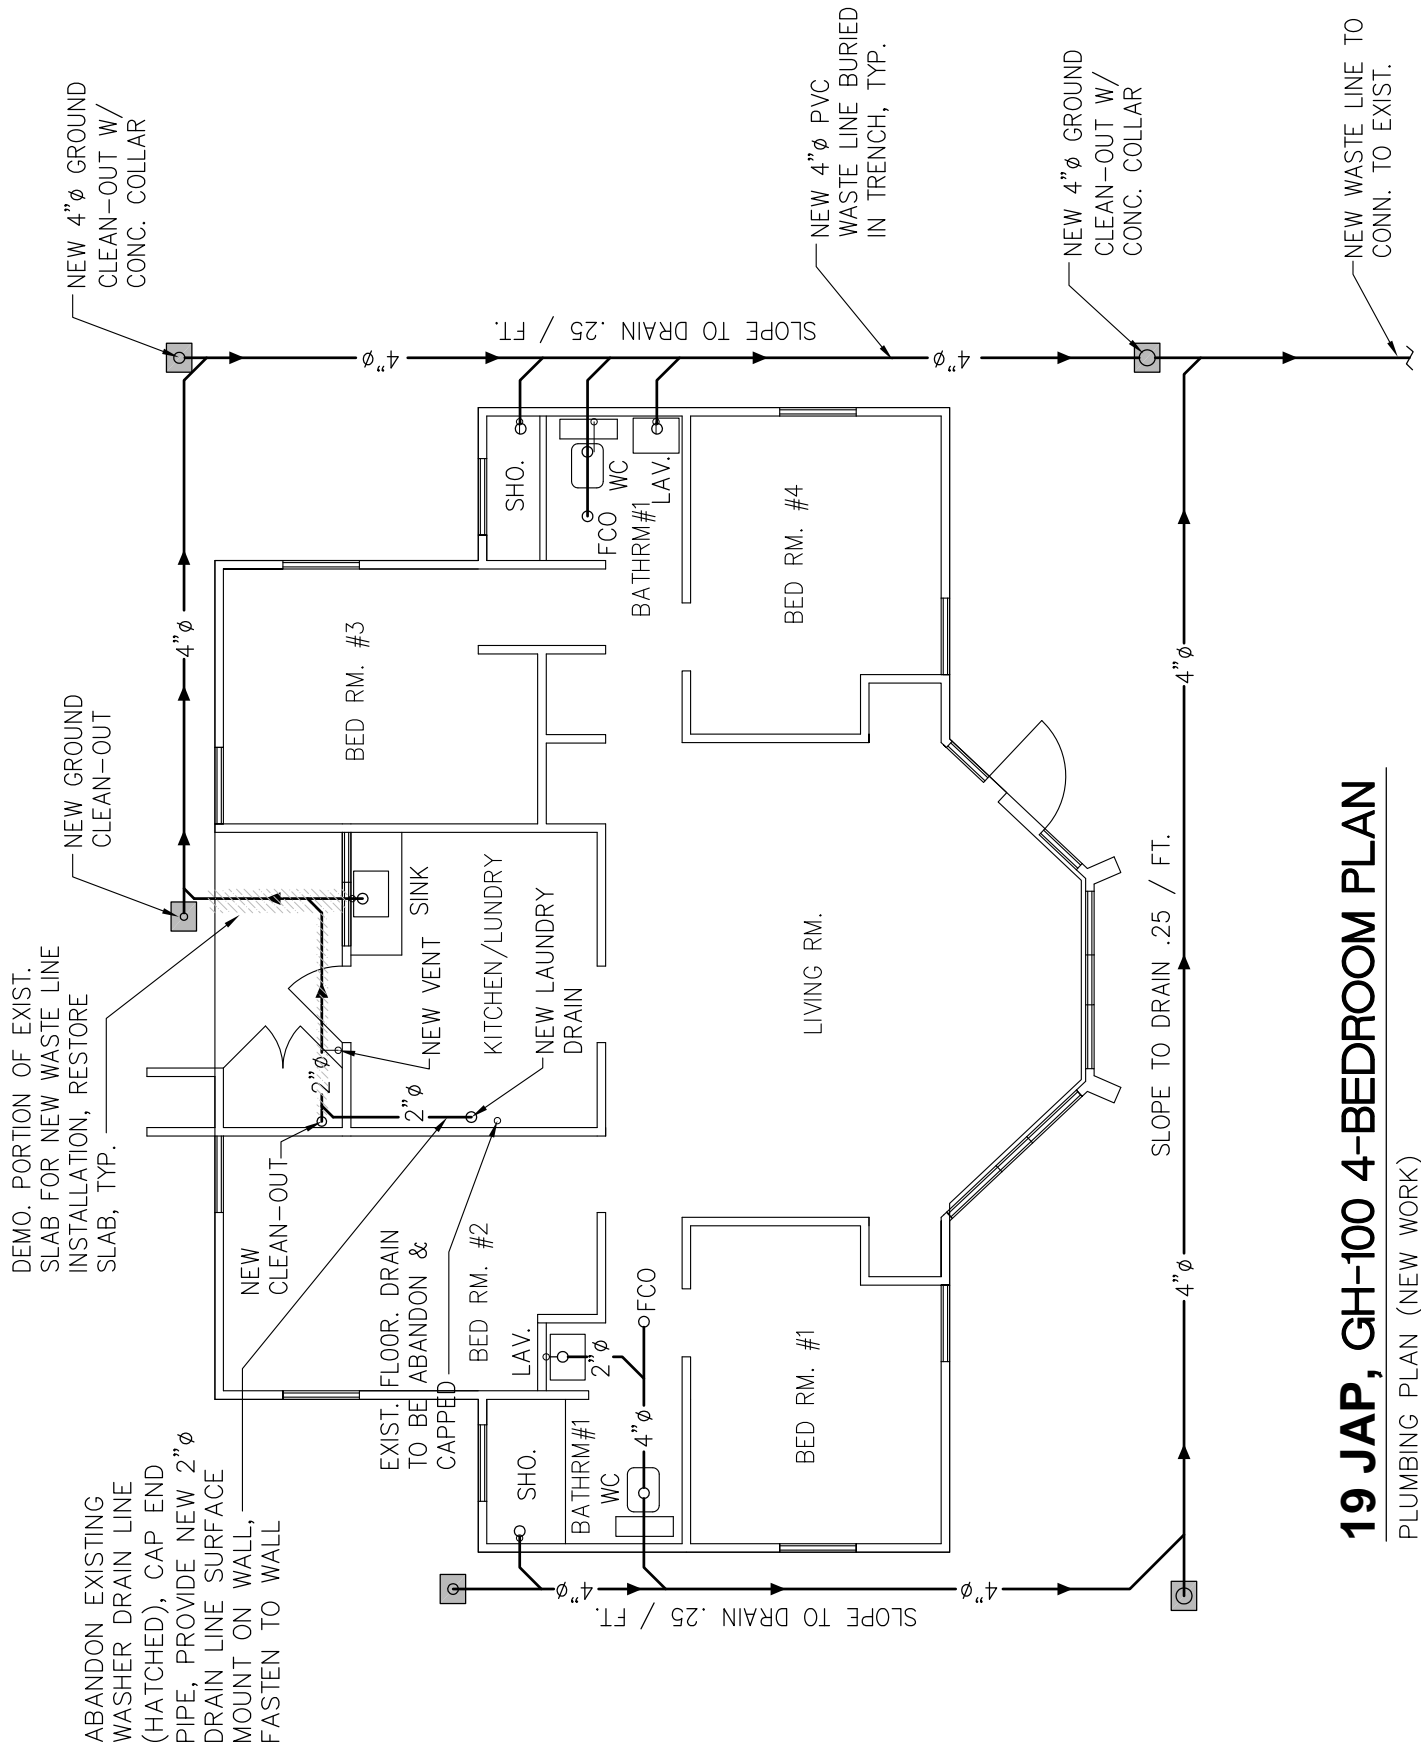 ABANDON EXISTING
WASHER DRAIN LINE
(HATCHED), CAP END
PIPE, PROVIDE NEW 2"ø
DRAIN LINE SURFACE
MOUNT ON WALL,
FASTEN TO WALL
DEMO. PORTION OF EXIST.
SLAB FOR NEW WASTE LINE
INSTALLATION, RESTORE
SLAB, TYP.
NEW GROUND
CLEAN-OUT
NEW 4"ø GROUND
CLEAN-OUT W/
CONC. COLLAR
4"ø
NEW
CLEAN-OUT
2"ø
NEW VENT
SINK
BED RM. #3
2"ø
KITCHEN/LUNDRY
NEW LAUNDRY
DRAIN
EXIST. FLOOR. DRAIN
TO BE ABANDON &
CAPPED
BED RM. #2
LAV.
2"ø
FCO
SHO.
BATHRM#1
WC
4"ø
4"ø
SLOPE TO DRAIN .25 / FT.
4"ø
BED RM. #1
LIVING RM.
SHO.
FCO
WC
BATHRM#1
LAV.
BED RM. #4
4"ø
SLOPE TO DRAIN .25 / FT.
4"ø
NEW 4"ø PVC
WASTE LINE BURIED
IN TRENCH, TYP.
NEW 4"ø GROUND
CLEAN-OUT W/
CONC. COLLAR
4"ø
SLOPE TO DRAIN .25 / FT.
4"ø
NEW WASTE LINE TO
CONN. TO EXIST.
19 JAP, GH-100 4-BEDROOM PLAN
PLUMBING PLAN (NEW WORK)